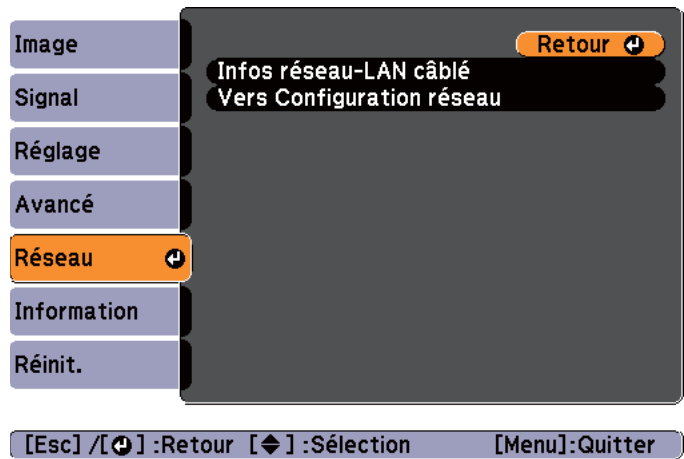 Image
Signal
Réglage
Avancé
Réseau
Information
Réinit.
Retour
Infos réseau-LAN câblé
Vers Configuration réseau
[Esc] /[ ] :Retour [ ] :Sélection [Menu]:Quitter